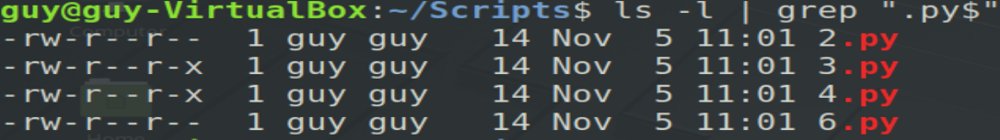 guy@guy-VirtualBox:~/Scripts$ ls -l | grep ".py$"
Computer
-rw-r--r-- 1 guy guy 14 Nov 5 11:01 2.py
-rw-r--r-x 1 guy guy 14 Nov 5 11:01 3.py
-rw-r--r-x 1 guy guy 14 Nov 5 11:01 4.py
-rw-r--r-- 1 guy guy 14 Nov 5 11:01 6.py
Home